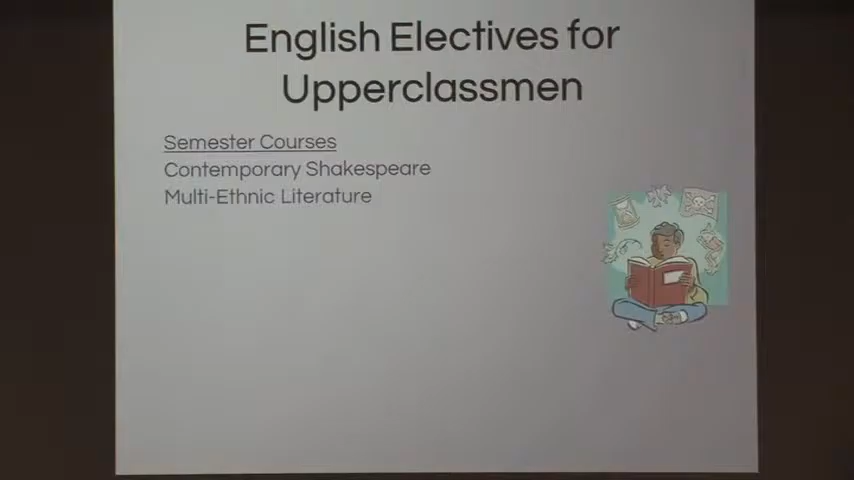 English Electives for
Upperclassmen
Semester Courses
Contemporary Shakespeare
Multi-Ethnic Literature